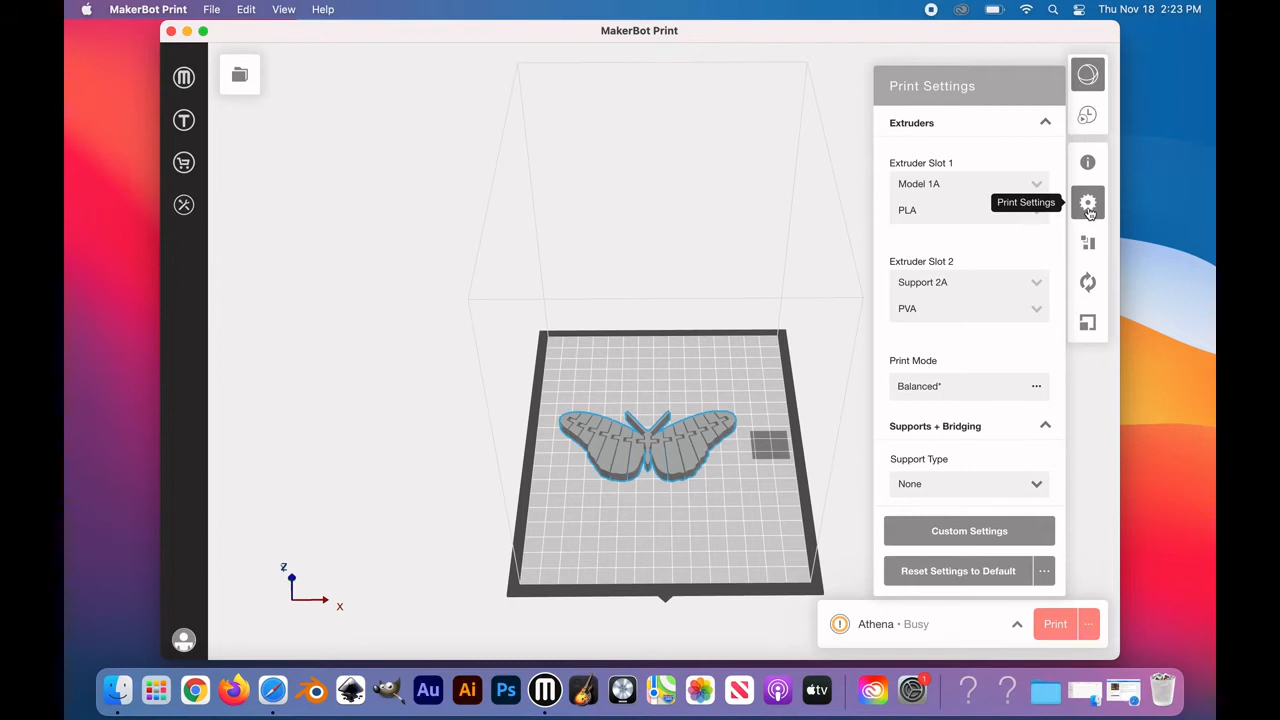 MakerBot Print File Edit View Help Thu Nov 18 2:23 PM
MakerBot Print
M
T
Print Settings
Extruders
Extruder Slot 1
Model 1A
Print Settings
PLA
Extruder Slot 2
Support 2A
PVA
Print Mode
Balanced*
Supports + Bridging
Support Type
None
Custom Settings
Reset Settings to Default
Z
X
Athena • Busy
Print
Au Ai Ps M tv 1